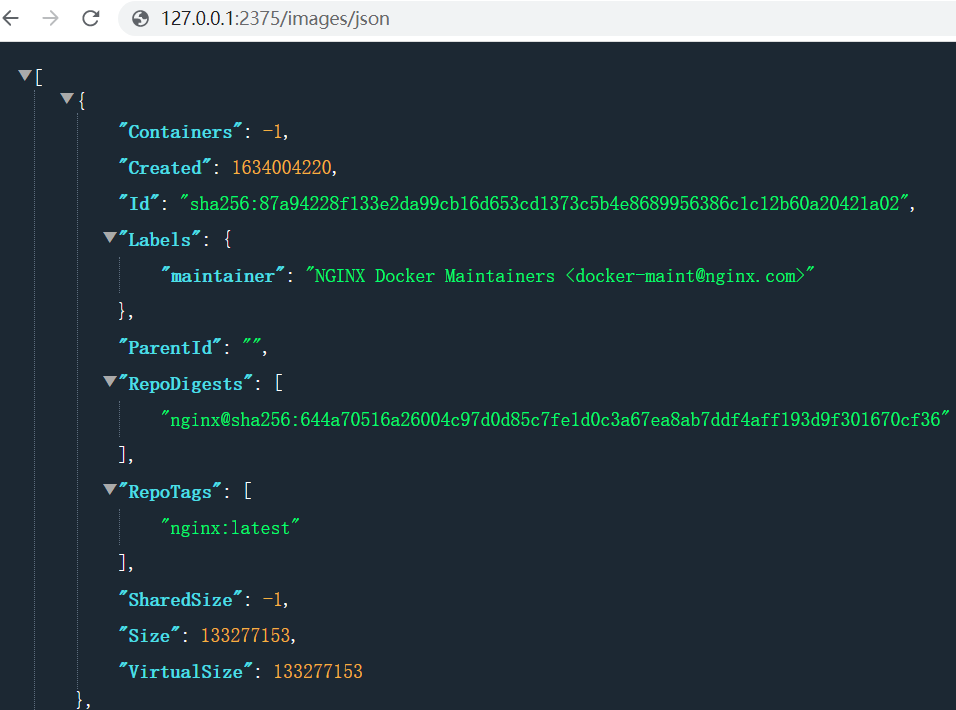 127.0.0.1:2375/images/json
[
{
"Containers": -1,
"Created": 1634004220,
"Id": "sha256:87a94228f133e2da99cb16d653cd1373c5b4e8689956386c1c12b60a20421a02",
"Labels": {
"maintainer": "NGINX Docker Maintainers <docker-maint@nginx.com>"
},
"ParentId": "",
"RepoDigests": [
"nginx@sha256:644a70516a26004c97d0d85c7fe1d0c3a67ea8ab7ddf4aff193d9f301670cf36"
],
"RepoTags": [
"nginx:latest"
],
"SharedSize": -1,
"Size": 133277153,
"VirtualSize": 133277153
},